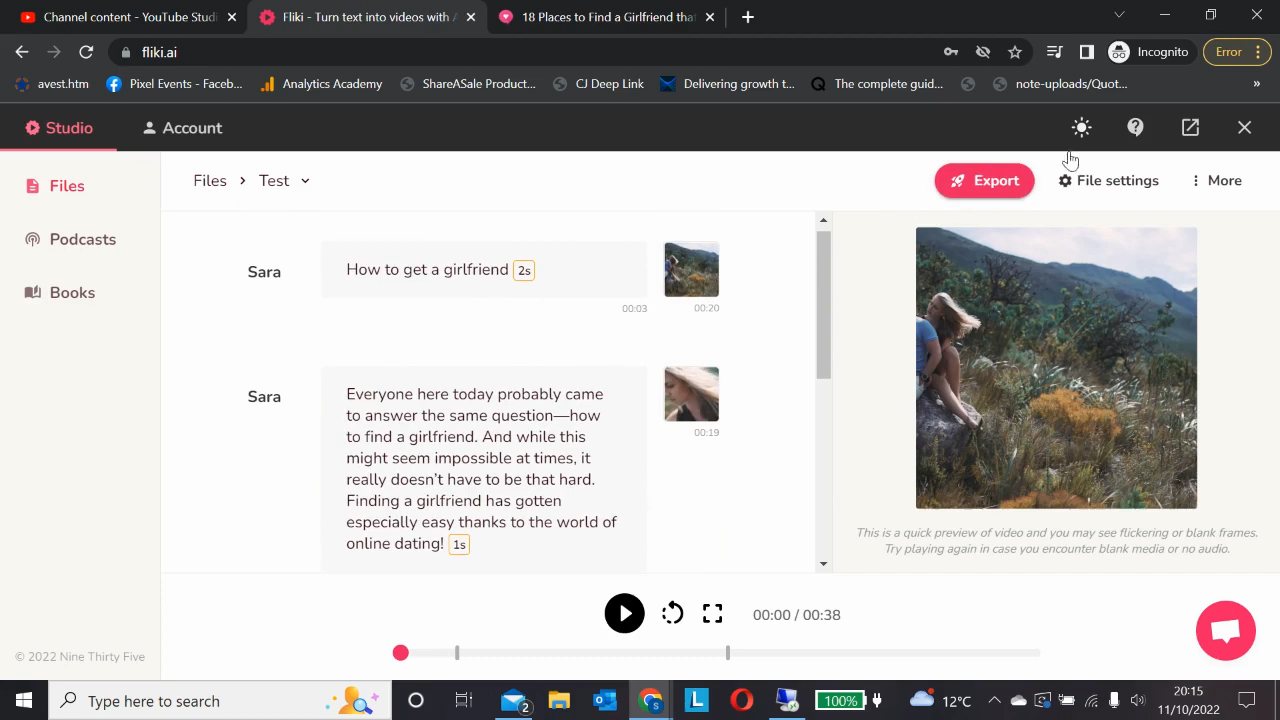 Channel content - YouTube Studi
Fliki - Turn text into videos with A
18 Places to Find a Girlfriend tha
fliki.ai
Incognito
Error
avest.htm
Pixel Events - Faceb...
Analytics Academy
Share\Sale Product...
CJ Deep Link
Delivering growth t...
The complete guid...
note-uploads/Quot...
»
Studio
Account
Files
Podcasts
Books
Files > Test
Export
File settings
More
Sara
How to get a girlfriend 2s
00:03
00:20
Sara
Everyone here today probably came
to answer the same question—how
to find a girlfriend. And while this
might seem impossible at times, it
really doesn't have to be that hard.
Finding a girlfriend has gotten
especially easy thanks to the world of
online dating! 1s
00:19
This is a quick preview of video and you may see flickering or blank frames.
Try playing again in case you encounter blank media or no audio.
00:00 / 00:38
© 2022 Nine Thirty Five
Type here to search
2
L
S
100%
12°C
20:15
11/10/2022